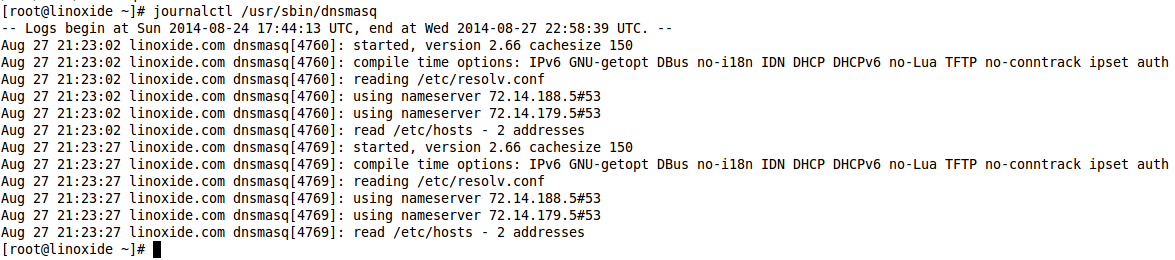 [root@linoxide ~]# journalctl /usr/sbin/dnsmasq
-- Logs begin at Sun 2014-08-24 17:44:13 UTC, end at Wed 2014-08-27 22:58:39 UTC. --
Aug 27 21:23:02 linoxide.com dnsmasq[4760]: started, version 2.66 cachesize 150
Aug 27 21:23:02 linoxide.com dnsmasq[4760]: compile time options: IPv6 GNU-getopt DBus no-i18n IDN DHCP DHCPv6 no-Lua TFTP no-conntrack ipset auth
Aug 27 21:23:02 linoxide.com dnsmasq[4760]: reading /etc/resolv.conf
Aug 27 21:23:02 linoxide.com dnsmasq[4760]: using nameserver 72.14.188.5#53
Aug 27 21:23:02 linoxide.com dnsmasq[4760]: using nameserver 72.14.179.5#53
Aug 27 21:23:02 linoxide.com dnsmasq[4760]: read /etc/hosts - 2 addresses
Aug 27 21:23:27 linoxide.com dnsmasq[4769]: started, version 2.66 cachesize 150
Aug 27 21:23:27 linoxide.com dnsmasq[4769]: compile time options: IPv6 GNU-getopt DBus no-i18n IDN DHCP DHCPv6 no-Lua TFTP no-conntrack ipset auth
Aug 27 21:23:27 linoxide.com dnsmasq[4769]: reading /etc/resolv.conf
Aug 27 21:23:27 linoxide.com dnsmasq[4769]: using nameserver 72.14.188.5#53
Aug 27 21:23:27 linoxide.com dnsmasq[4769]: using nameserver 72.14.179.5#53
Aug 27 21:23:27 linoxide.com dnsmasq[4769]: read /etc/hosts - 2 addresses
[root@linoxide ~]#